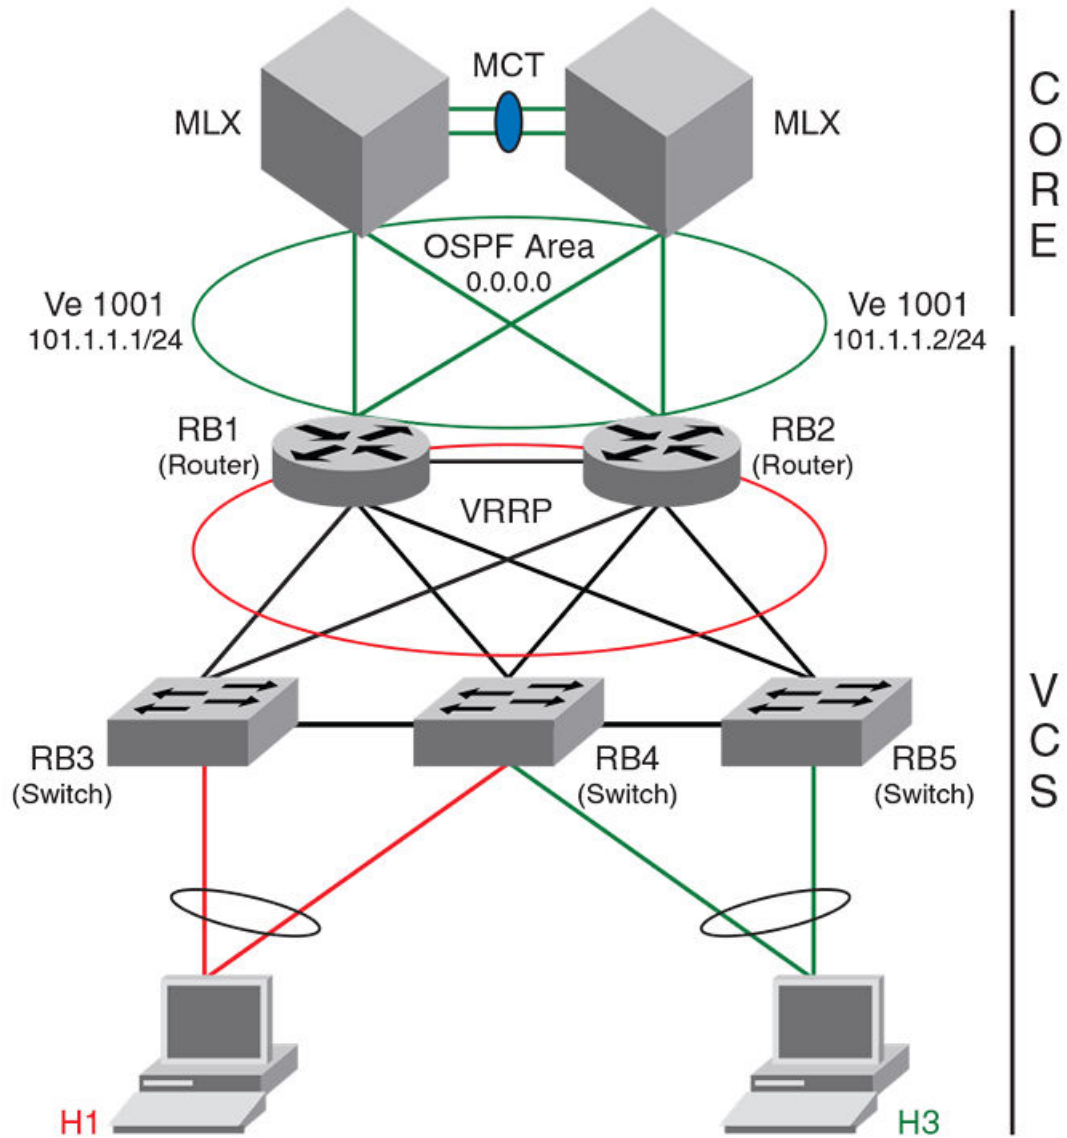 MCT
MLX
MLX
C
O
R
E
OSPF Area
0.0.0.0
Ve 1001
101.1.1.1/24
Ve 1001
101.1.1.2/24
RB1
(Router)
RB2
(Router)
VRRP
V
C
S
RB3
(Switch)
RB4
(Switch)
RB5
(Switch)
H1
H3